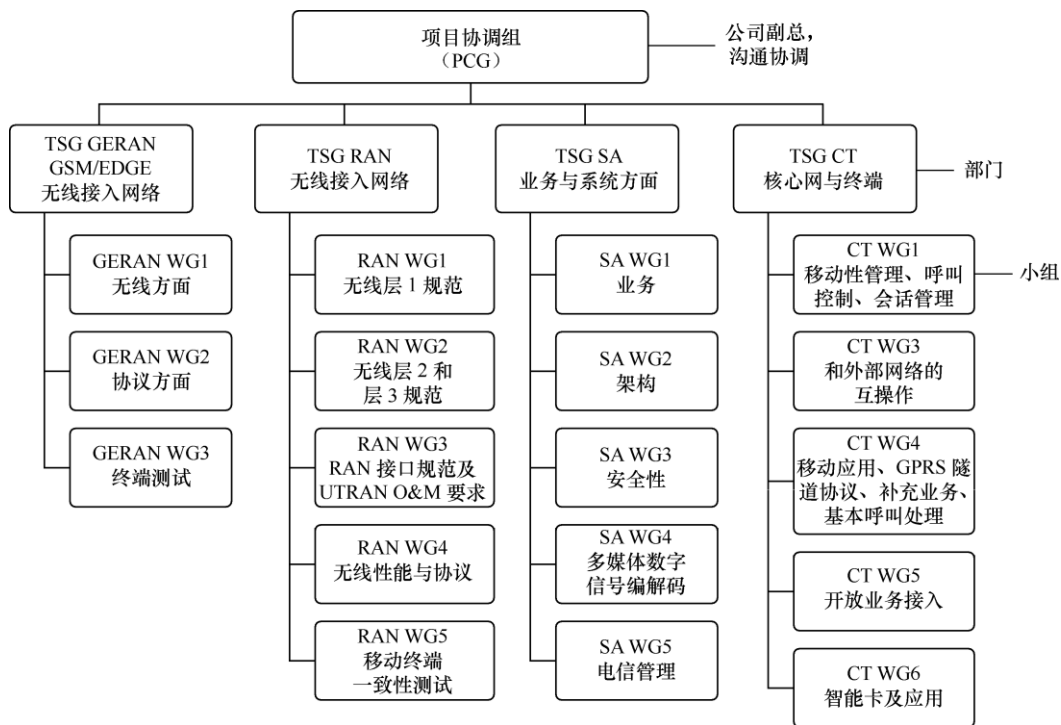 项目协调组
（PCG）
公司副总，
沟通协调
TSG GERAN
GSM/EDGE
无线接入网络
TSG RAN
无线接入网络
TSG SA
业务与系统方面
TSG CT
核心网与终端
部门
GERAN WG1
无线方面
GERAN WG2
协议方面
GERAN WG3
终端测试
RAN WG1
无线层 1 规范
RAN WG2
无线层 2 和
层 3 规范
RAN WG3
RAN 接口规范及
UTRAN O&M 要求
RAN WG4
无线性能与协议
RAN WG5
移动终端
一致性测试
SA WG1
业务
SA WG2
架构
SA WG3
安全性
SA WG4
多媒体数字
信号编解码
SA WG5
电信管理
CT WG1
移动性管理、呼叫
控制、会话管理
小组
CT WG3
和外部网络的
互操作
CT WG4
移动应用、GPRS 隧
道协议、补充业务、
基本呼叫处理
CT WG5
开放业务接入
CT WG6
智能卡及应用